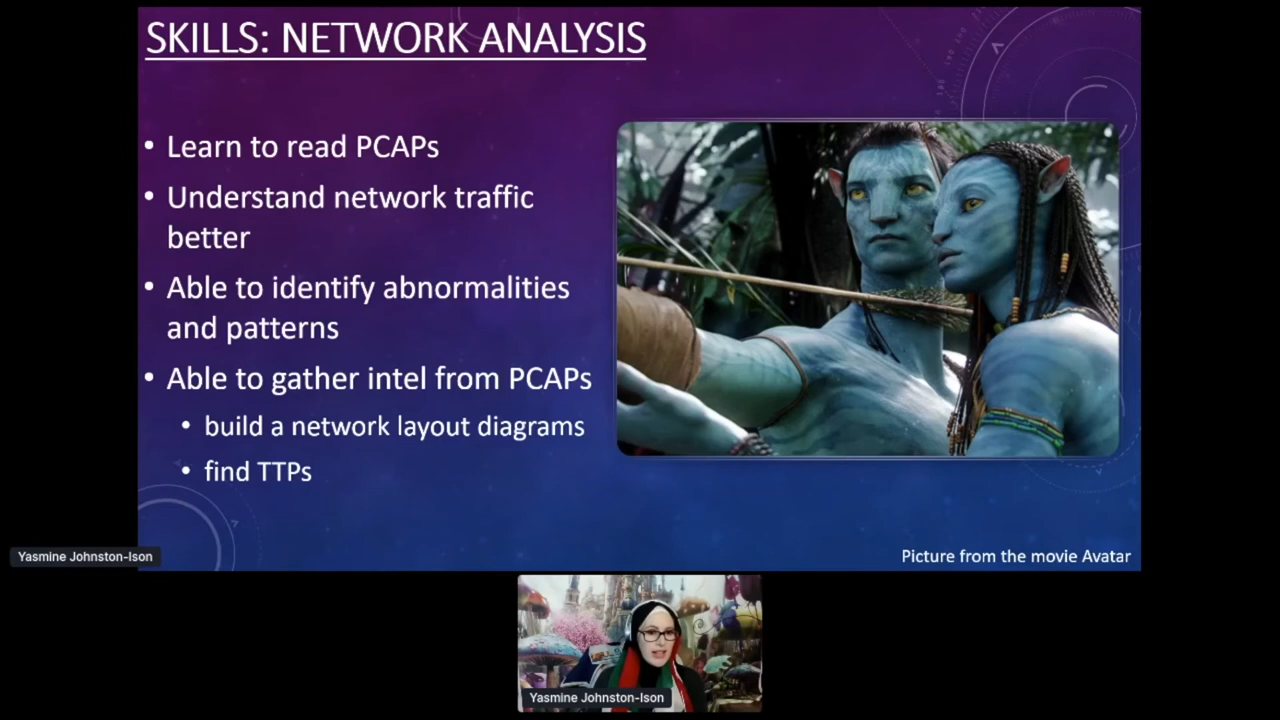 SKILLS: NETWORK ANALYSIS
• Learn to read PCAPs
• Understand network traffic
better
• Able to identify abnormalities
and patterns
• Able to gather intel from PCAPs
• build a network layout diagrams
• find TTPs
Picture from the movie Avatar
Yasmine Johnston-Ison
Yasmine Johnston-Ison